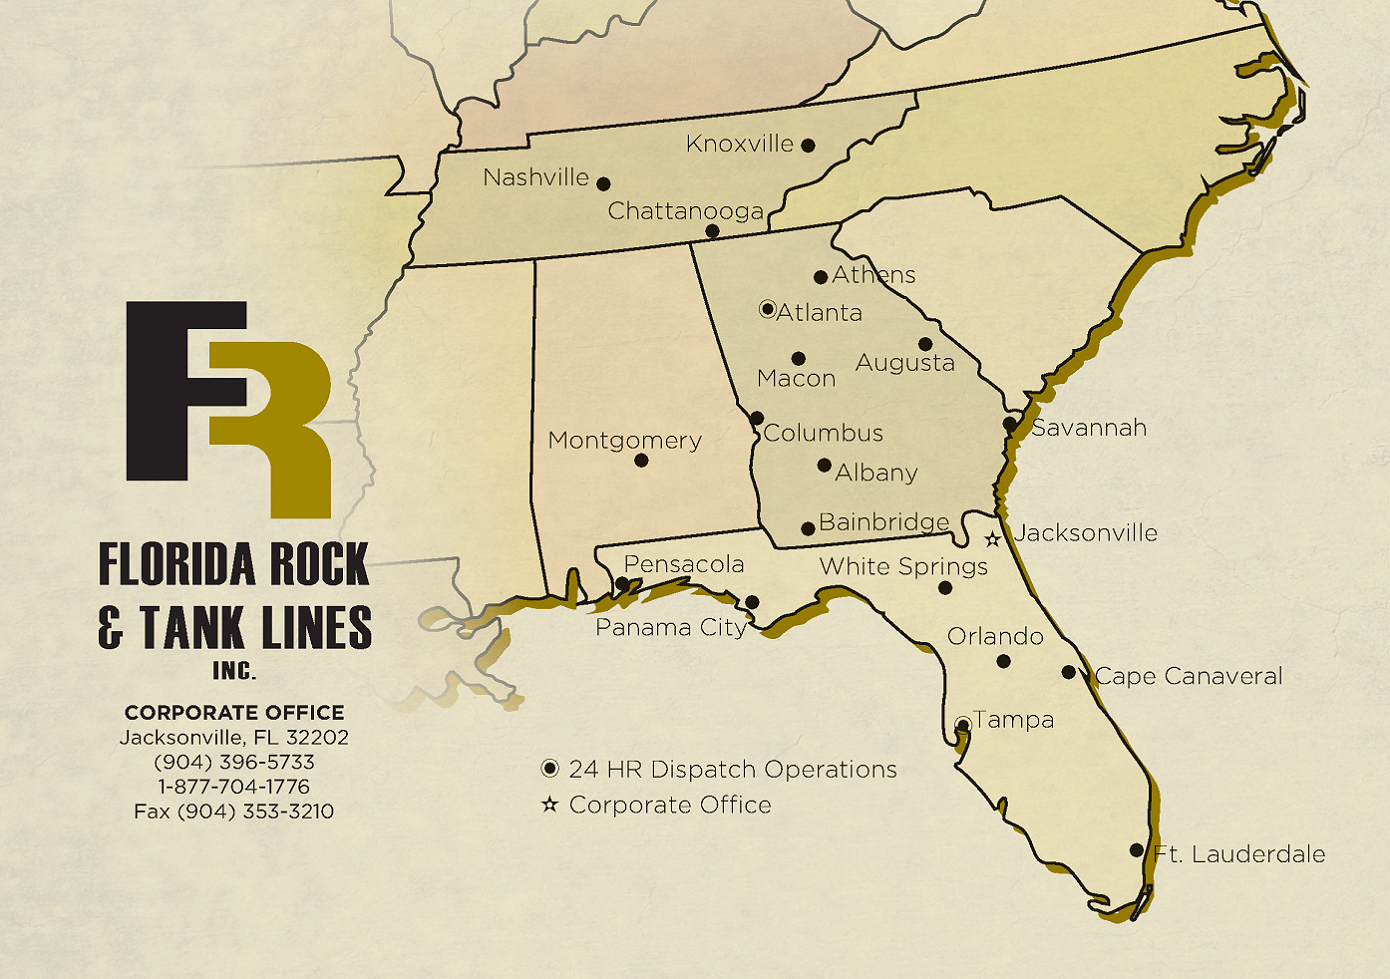 Knoxville
Nashville
Chattanooga
Athens
Atlanta
Augusta
Macon
Columbus
Savannah
Montgomery
Albany
Bainbridge
Jacksonville
Pensacola
White Springs
Panama City
Orlando
Cape Canaveral
Tampa
Ft. Lauderdale
FR
FLORIDA ROCK
& TANK LINES
INC.
CORPORATE OFFICE
Jacksonville, FL 32202
(904) 396-5733
1-877-704-1776
Fax (904) 353-3210
24 HR Dispatch Operations
Corporate Office